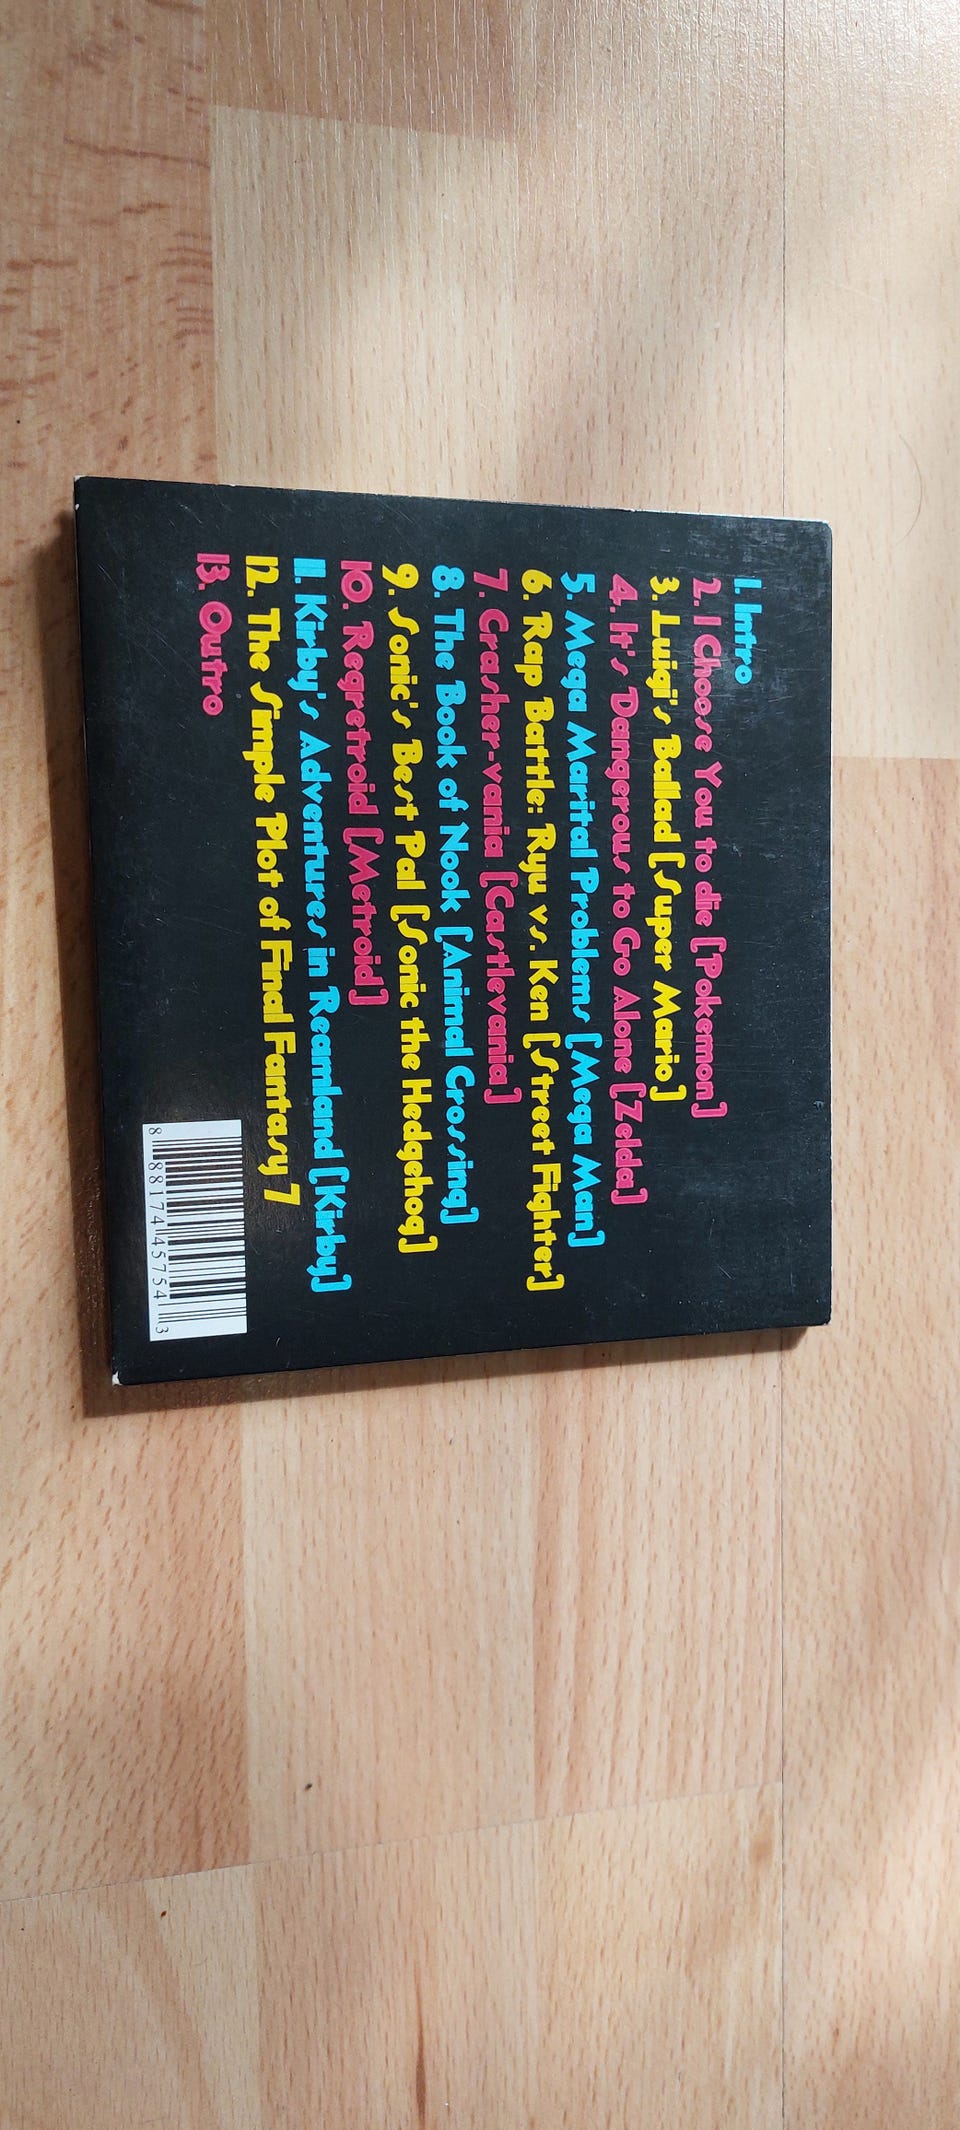 1. Intro
2. I Choose You to die [Pokemon]
3. Luigi's Ballad [Super Mario]
4. It's Dangerous to Go Alone [Zelda]
5. Mega Marital Problems [Mega Man]
6. Rap Battle: Ryu vs. Ken [Street Fighter]
7. Crasher-vania [Castlevania]
8. The Book of Nook [Animal Crossing]
9. Sonic's Best Pal [Sonic the Hedgehog]
10. Regretroid [Metroid]
11. Kirby's Adventures in Reamland [Kirby]
12. The Simple Plot of Final Fantasy 7
13. Outro
8 88174 45754 3